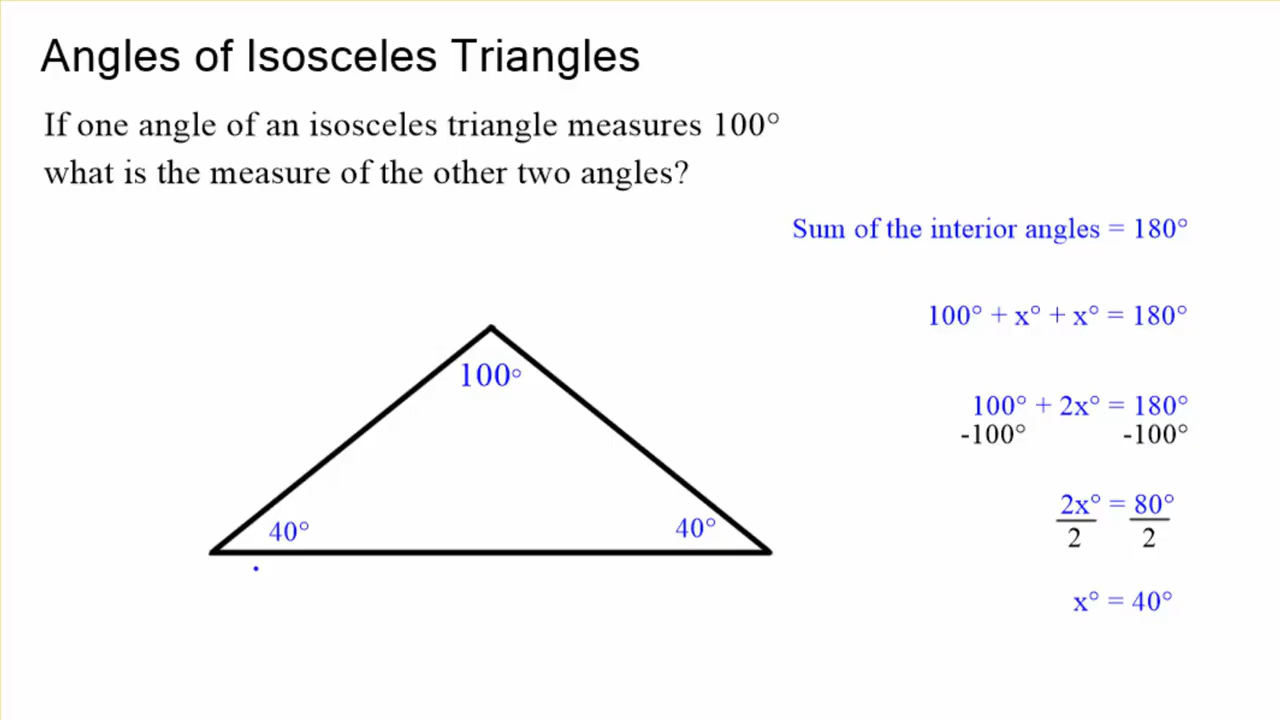 Angles of Isosceles Triangles
If one angle of an isosceles triangle measures 100°
what is the measure of the other two angles?
Sum of the interior angles = 180°
100° + x° + x° = 180°
100°
100° + 2x° = 180°
-100° -100°
2x° = 80°
2 2
40° 40°
x° = 40°